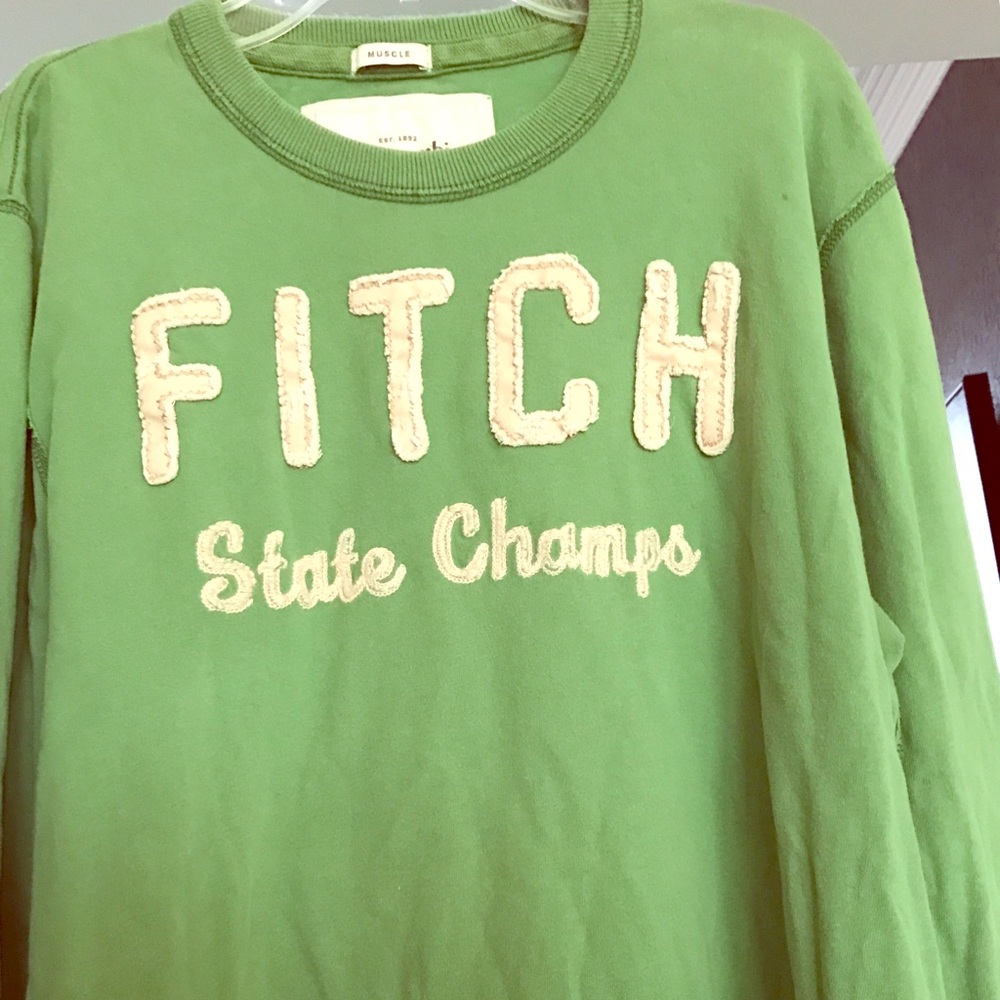 MUSCLE
EST. 1892
FITCH
State Champs